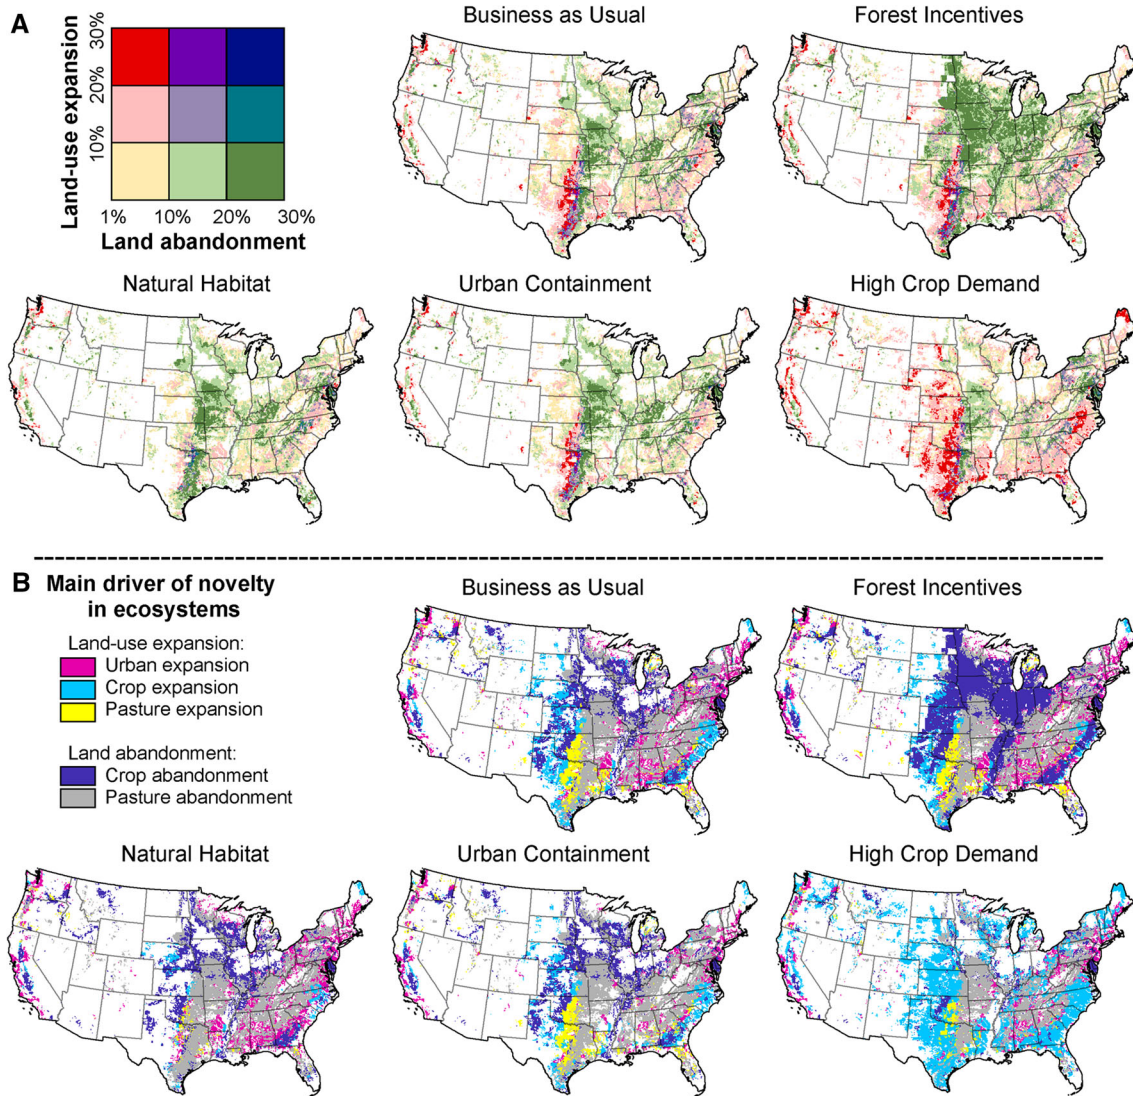 A
Land-use expansion
30%
20%
10%
1%
10%
20%
30%
Land abandonment
Business as Usual
Forest Incentives
Natural Habitat
Urban Containment
High Crop Demand
B
Main driver of novelty
in ecosystems
Land-use expansion:
Urban expansion
Crop expansion
Pasture expansion
Land abandonment:
Crop abandonment
Pasture abandonment
Business as Usual
Forest Incentives
Natural Habitat
Urban Containment
High Crop Demand